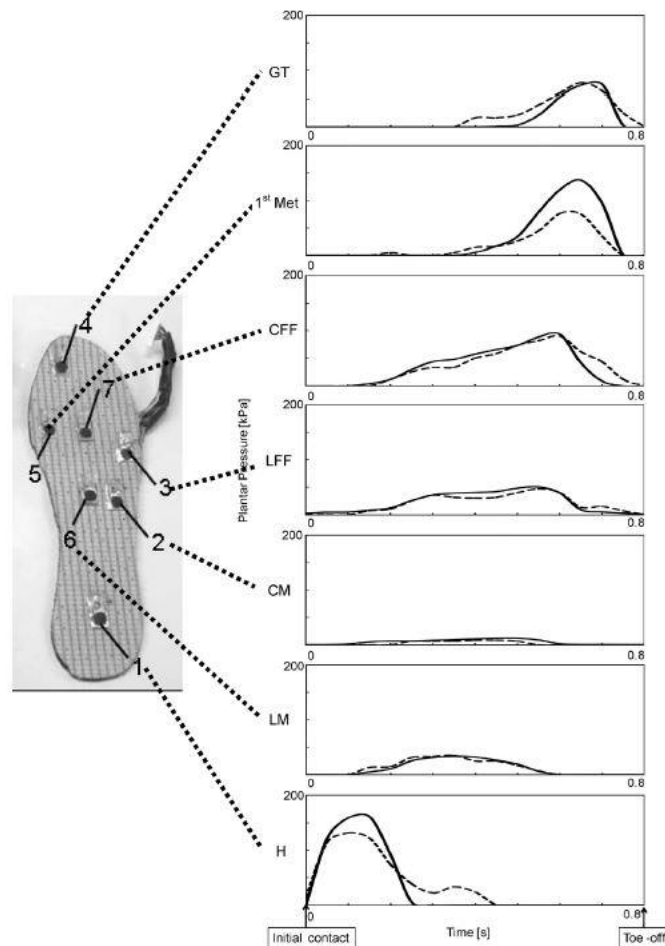 200
GT
0
0.8
200
1st Met
0
0.8
200
4
CFF
7
0
0.8
200
5
3
LFF
Plantar Pressure [kPa]
0
0.8
200
6
2
CM
0
0.8
200
1
LM
0
0.8
200
H
0
0.8
Time [s]
Initial contact
Toe -off